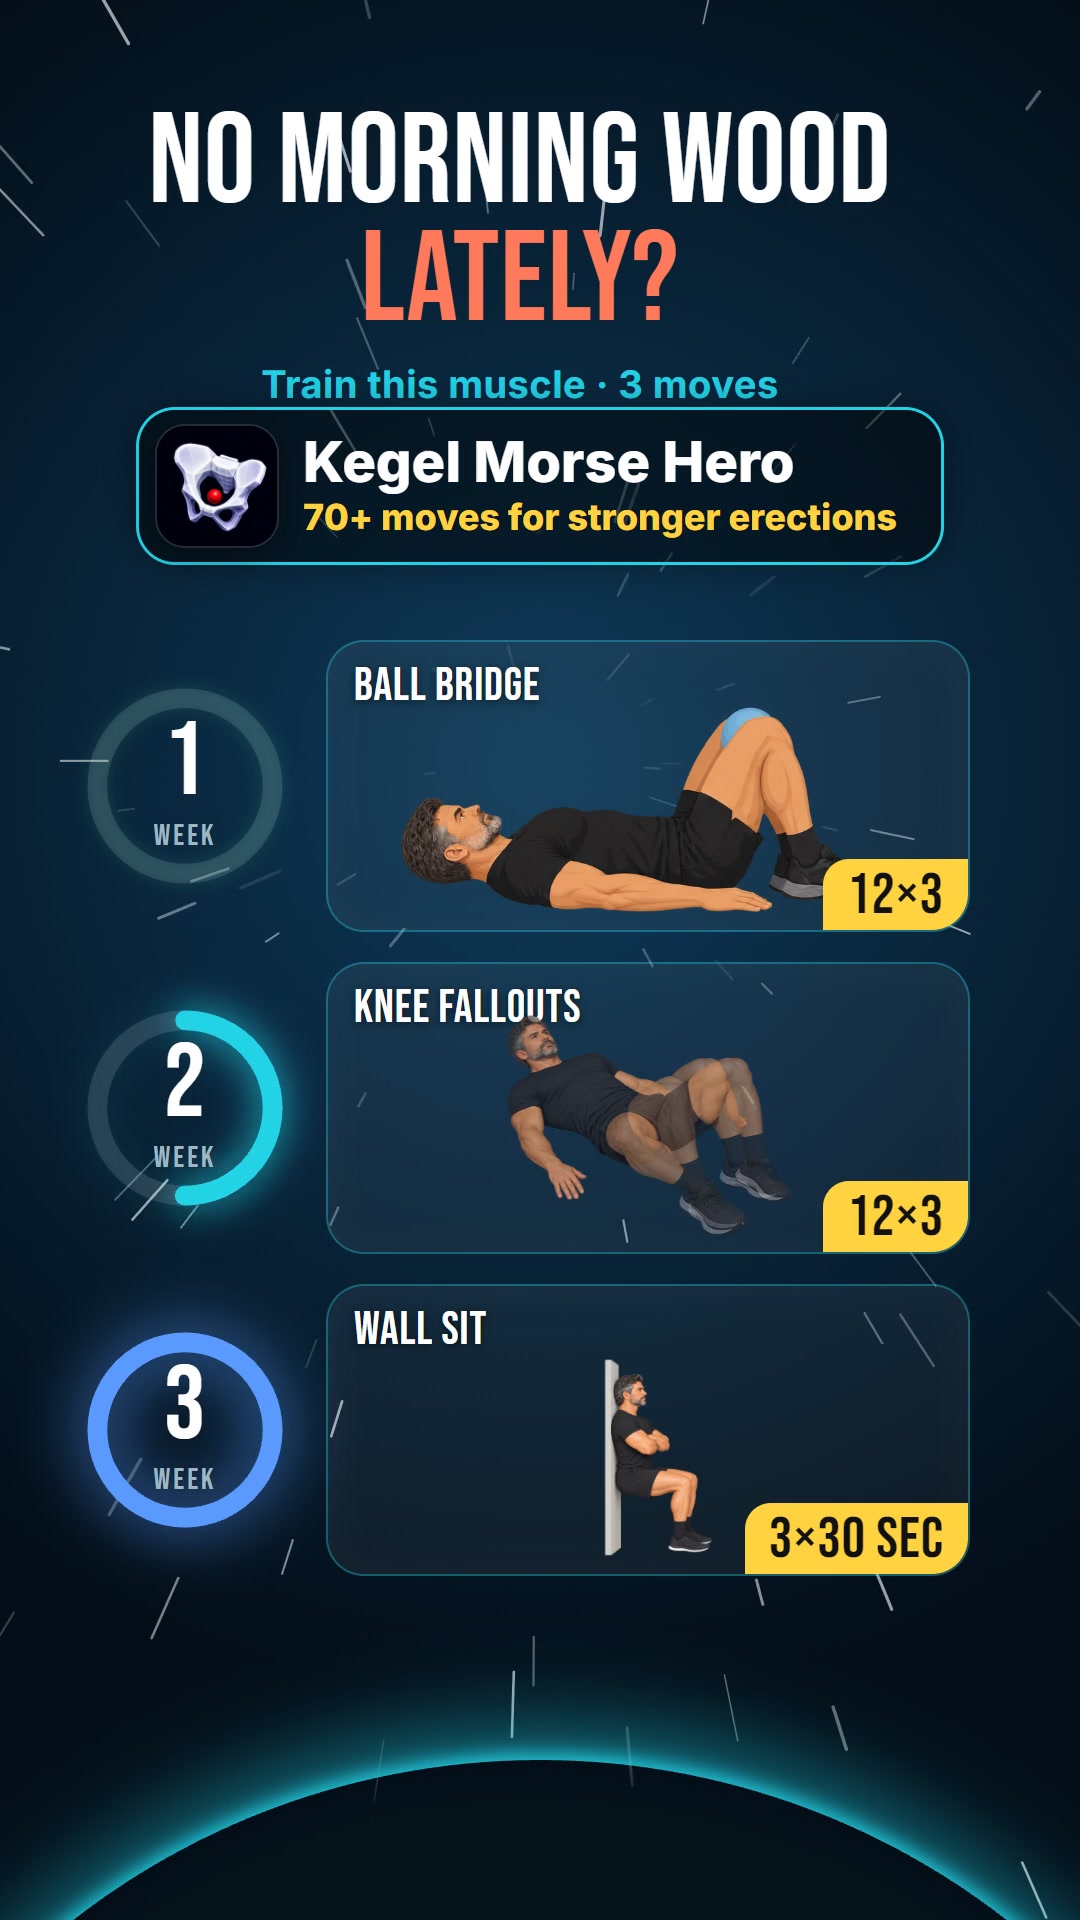 NO MORNING WOOD
LATELY?
Train this muscle · 3 moves
Kegel Morse Hero
70+ moves for stronger erections
1
WEEK
BALL BRIDGE
12×3
2
WEEK
KNEE FALLOUTS
12×3
3
WEEK
WALL SIT
3×30 SEC